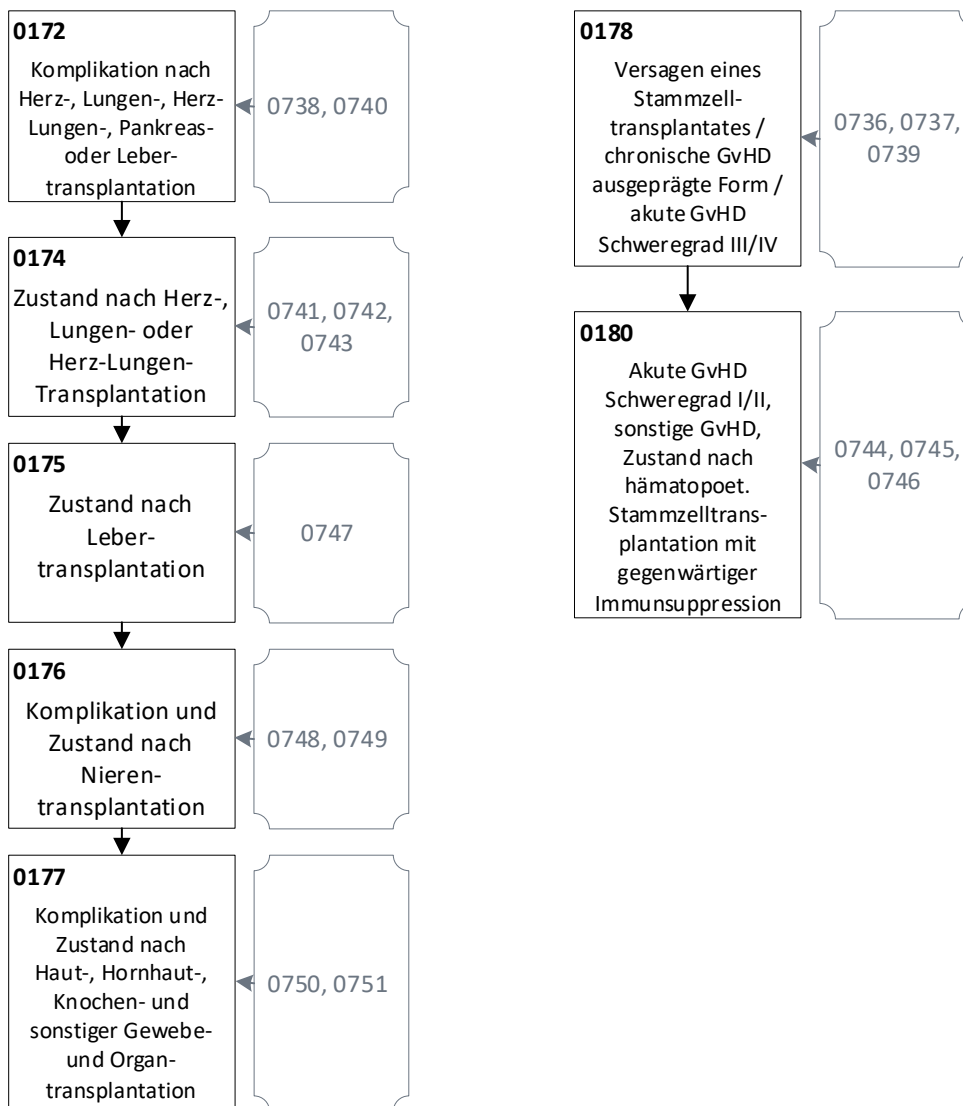 0172
Komplikation nach
Herz-, Lungen-, Herz-
Lungen-, Pankreas-
oder Leber-
transplantation
0738, 0740
0174
Zustand nach Herz-,
Lungen- oder
Herz-Lungen-
Transplantation
0741, 0742,
0743
0175
Zustand nach
Leber-
transplantation
0747
0176
Komplikation und
Zustand nach
Nieren-
transplantation
0748, 0749
0177
Komplikation und
Zustand nach
Haut-, Hornhaut-,
Knochen- und
sonstiger Gewebe-
und Organ-
transplantation
0750, 0751
0178
Versagen eines
Stammzell-
transplantates /
chronische GvHD
ausgeprägte Form /
akute GvHD
Schweregrad III/IV
0736, 0737,
0739
0180
Akute GvHD
Schweregrad I/II,
sonstige GvHD,
Zustand nach
hämatopoet.
Stammzelltrans-
plantation mit
gegenwärtiger
Immunsuppression
0744, 0745,
0746